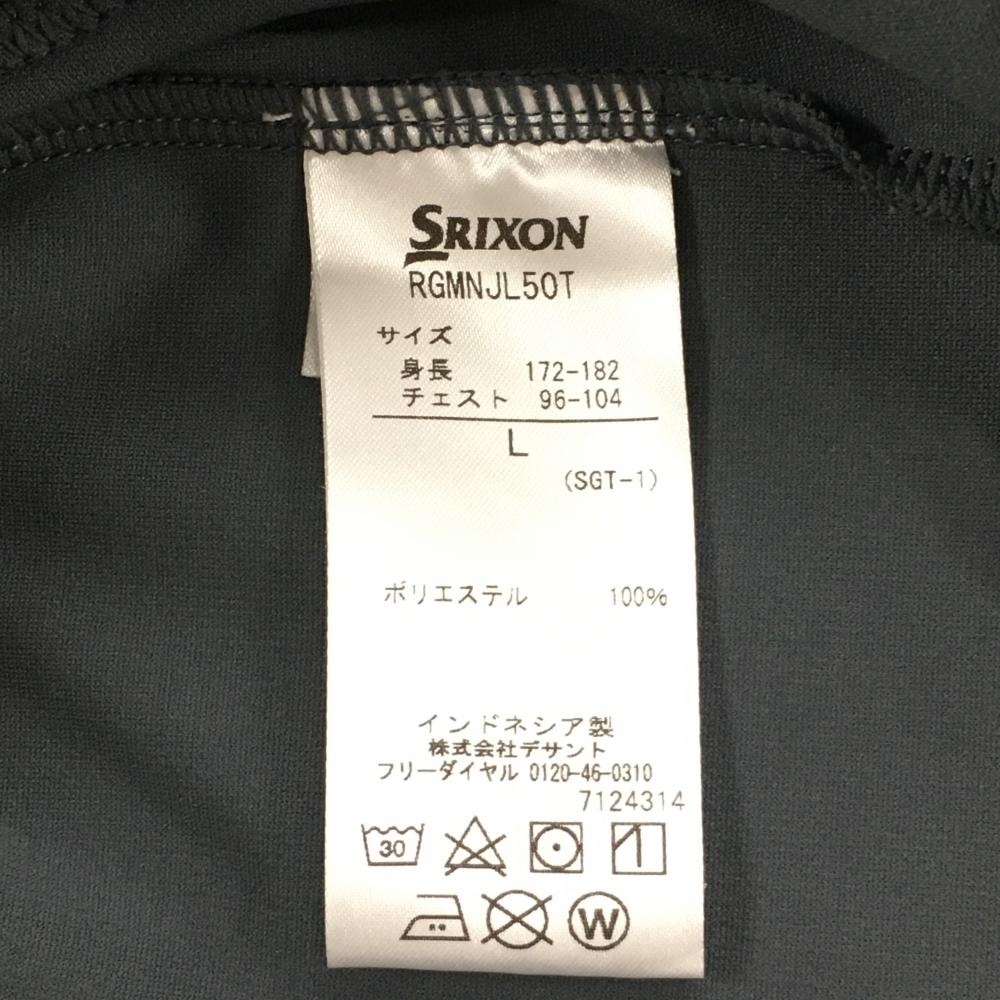 SRIXON
RGMNJL50T
サイズ
身長 172-182
チェスト 96-104
L
(SGT-1)
ポリエステル 100%
インドネシア製
株式会社デサント
フリーダイヤル 0120-46-0310
7124314
30
W